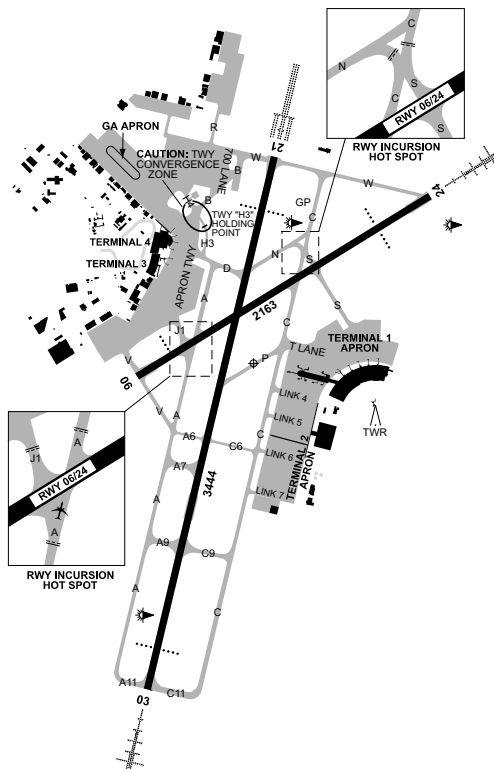 C
N
S
C
RWY 06/24
S
RWY INCURSION
HOT SPOT
GA APRON
R
21
W
CAUTION: TWY
CONVERGENCE
ZONE
700 LANE
B
W
24
H4
B
GP
TWY "H3"
HOLDING
POINT
C
TERMINAL 4
H3
N
S
TERMINAL 3
D
APRON TWY
A
2163
S
J1
C
T LANE
TERMINAL 1
APRON
V
06
P
LINK 4
V
A
LINK 5
TWR
A6
C6
C
LINK 6
A7
TERMINAL 2
APRON
3444
LINK 7
A
J1
A
RWY 06/24
A
RWY INCURSION
HOT SPOT
A9
C9
A
C
A11
03
C11